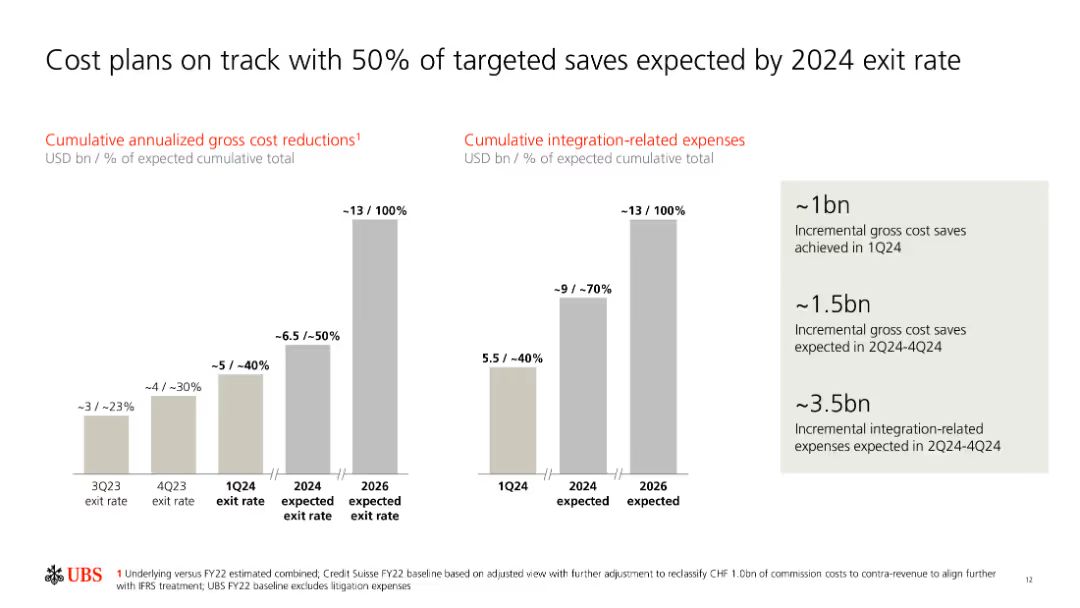 Cost plans on track with 50% of targeted saves expected by 2024 exit rate
Cumulative annualized gross cost reductions¹
USD bn / % of expected cumulative total
~3 / ~23%
~4 / ~30%
~5 / ~40%
~6.5 /~50%
~13 / 100%
3Q23
exit rate
4Q23
exit rate
1Q24
exit rate
2024
expected
exit rate
2026
expected
exit rate
Cumulative integration-related expenses
USD bn / % of expected cumulative total
5.5 / ~40%
~9 / ~70%
~13 / 100%
1Q24
2024
expected
2026
expected
~1bn
Incremental gross cost saves
achieved in 1Q24
~1.5bn
Incremental gross cost saves
expected in 2Q24-4Q24
~3.5bn
Incremental integration-related
expenses expected in 2Q24-4Q24
UBS
1 Underlying versus FY22 estimated combined; Credit Suisse FY22 baseline based on adjusted view with further adjustment to reclassify CHF 1.0bn of commission costs to contra-revenue to align further
with IFRS treatment; UBS FY22 baseline excludes litigation expenses
12